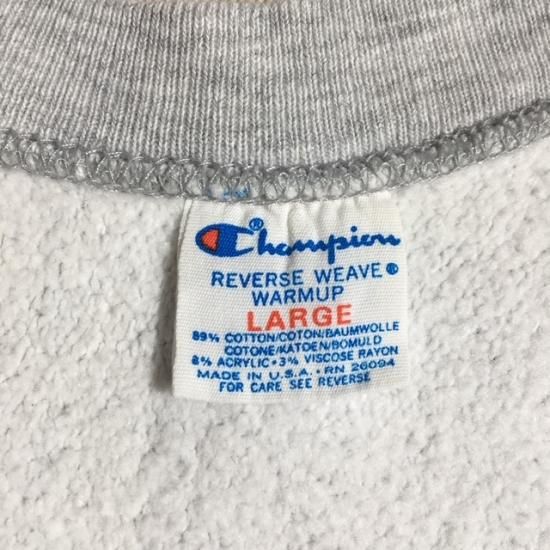 Champion®
REVERSE WEAVE®
WARMUP
LARGE
89% COTTON/COTON/BAUMWOLLE
COTONE/KATOEN/BOMULD
8% ACRYLIC • 3% VISCOSE RAYON
MADE IN U.S.A. • RN 26094
FOR CARE SEE REVERSE